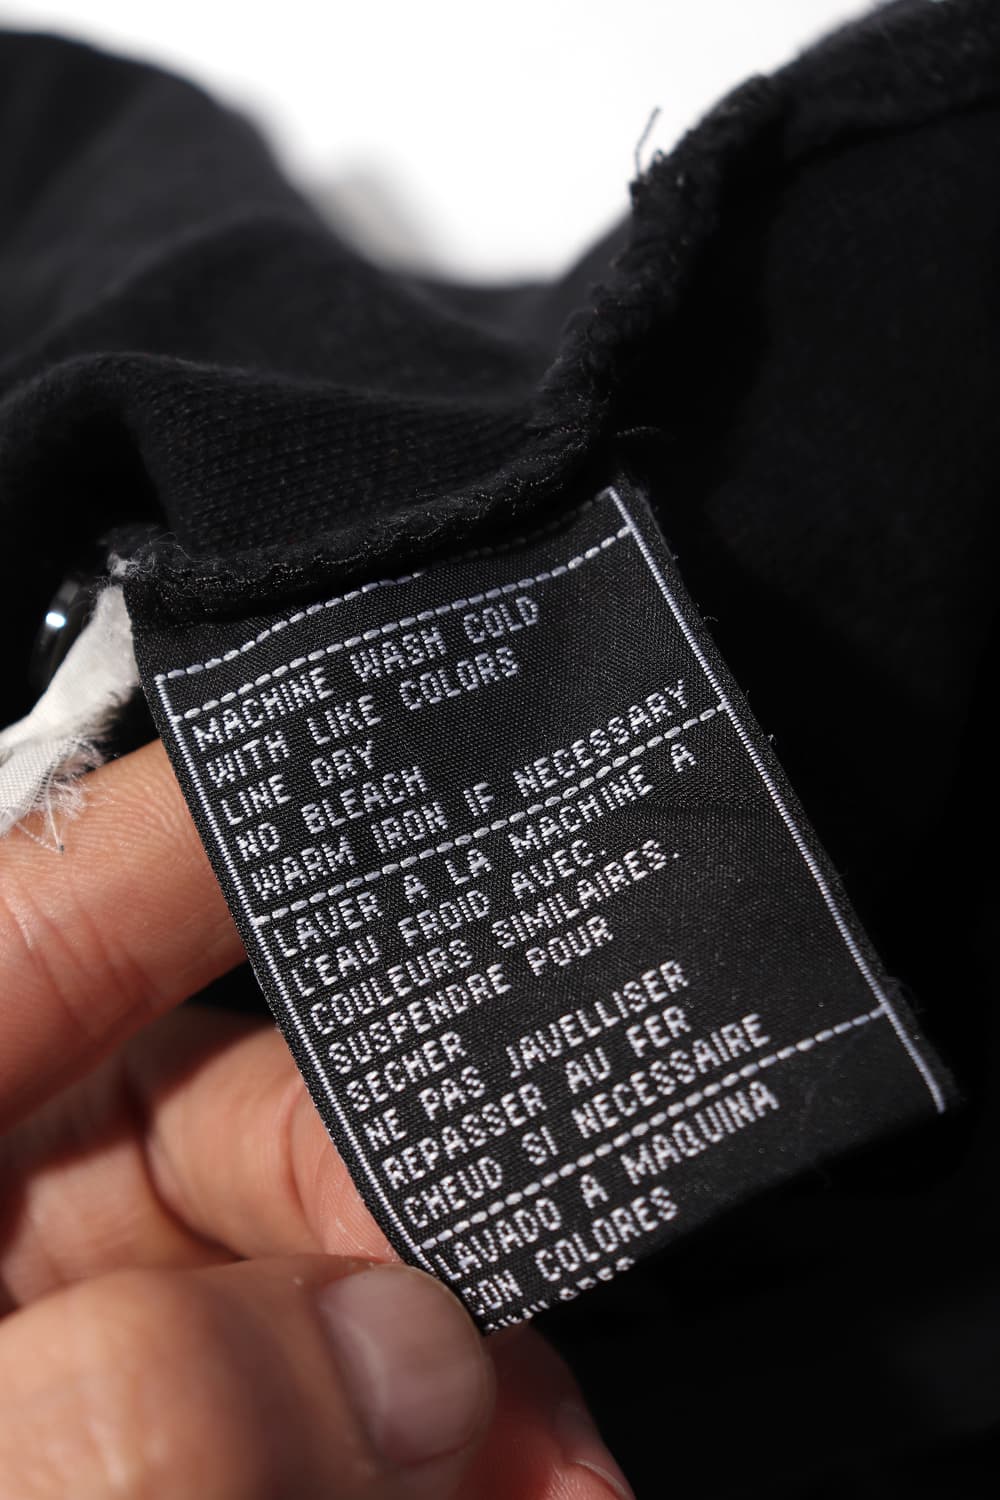 MACHINE WASH COLD
WITH LIKE COLORS
LINE DRY
NO BLEACH
WARM IRON IF NECESSARY
LAVER A LA MACHINE A
L'EAU FROID AVEC.
COULEURS SIMILAIRES.
SUSPENDRE POUR
SECHER
NE PAS JAVELLISER
REPASSER AU FER
CHEUD SI NECESSAIRE
LAVADO A MAQUINA
CON COLORES